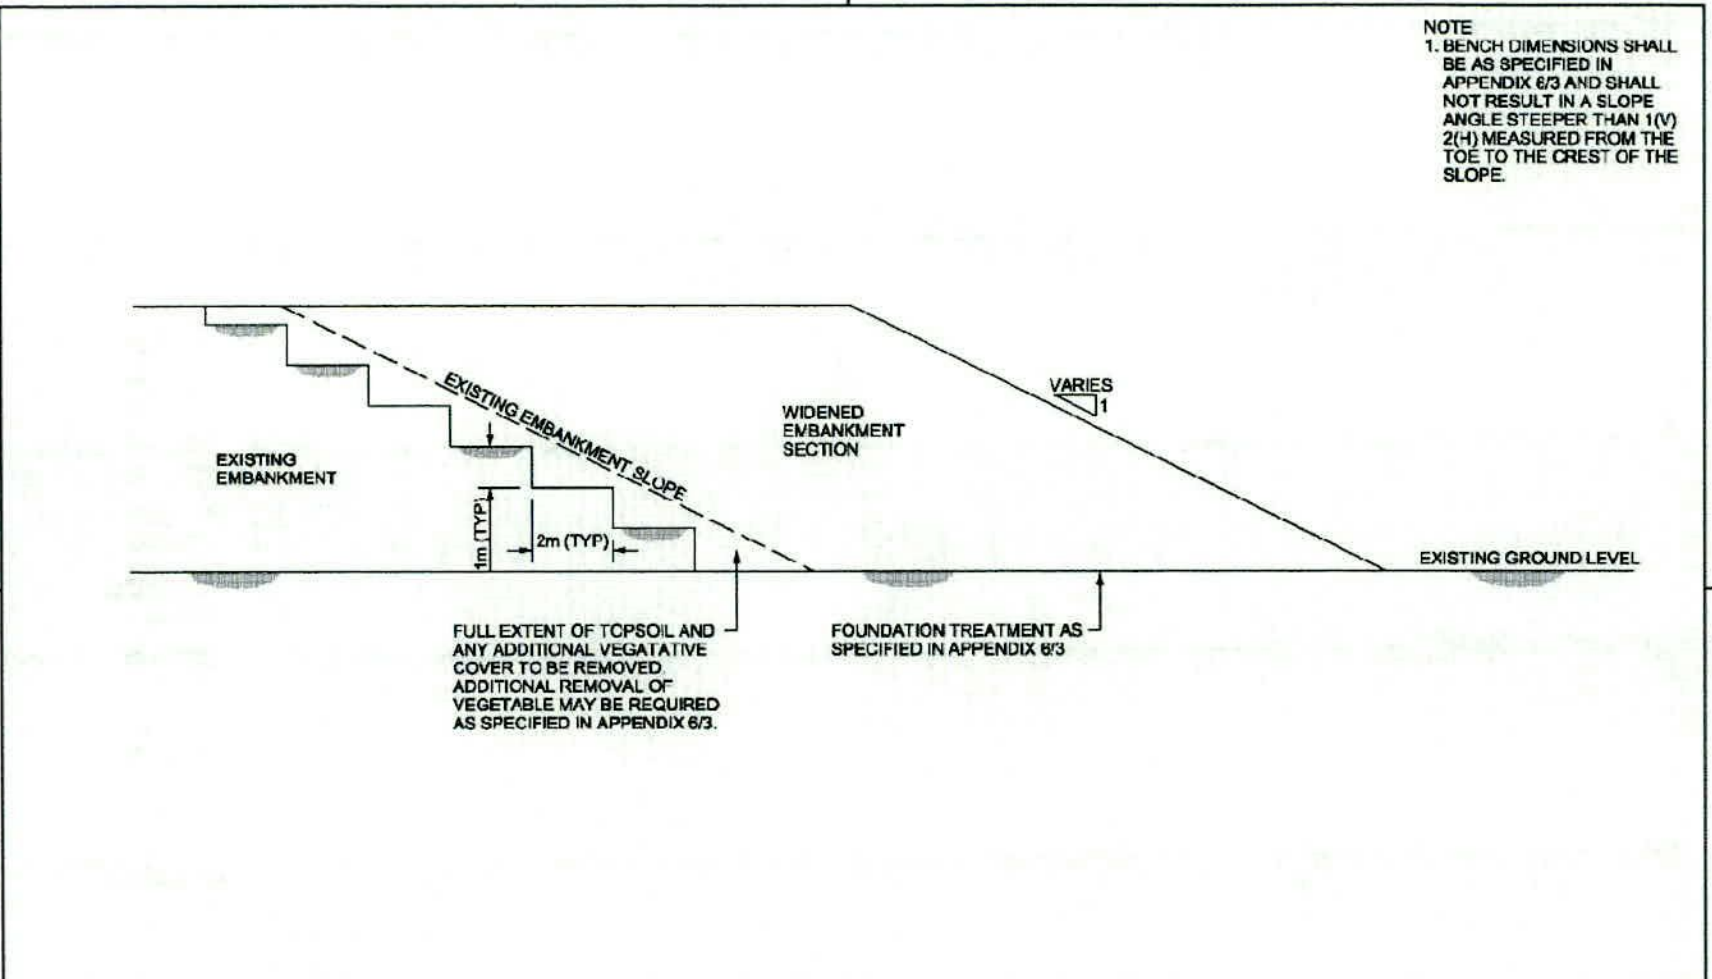 NOTE
1. BENCH DIMENSIONS SHALL
BE AS SPECIFIED IN
APPENDIX 6/3 AND SHALL
NOT RESULT IN A SLOPE
ANGLE STEEPER THAN 1(V)
2(H) MEASURED FROM THE
TOE TO THE CREST OF THE
SLOPE.
VARIES
1
EXISTING EMBANKMENT SLOPE
WIDENED
EMBANKMENT
SECTION
EXISTING
EMBANKMENT
1m (TYP)
2m (TYP)
EXISTING GROUND LEVEL
FULL EXTENT OF TOPSOIL AND
ANY ADDITIONAL VEGATATIVE
COVER TO BE REMOVED.
ADDITIONAL REMOVAL OF
VEGETABLE MAY BE REQUIRED
AS SPECIFIED IN APPENDIX 6/3.
FOUNDATION TREATMENT AS
SPECIFIED IN APPENDIX 6/3